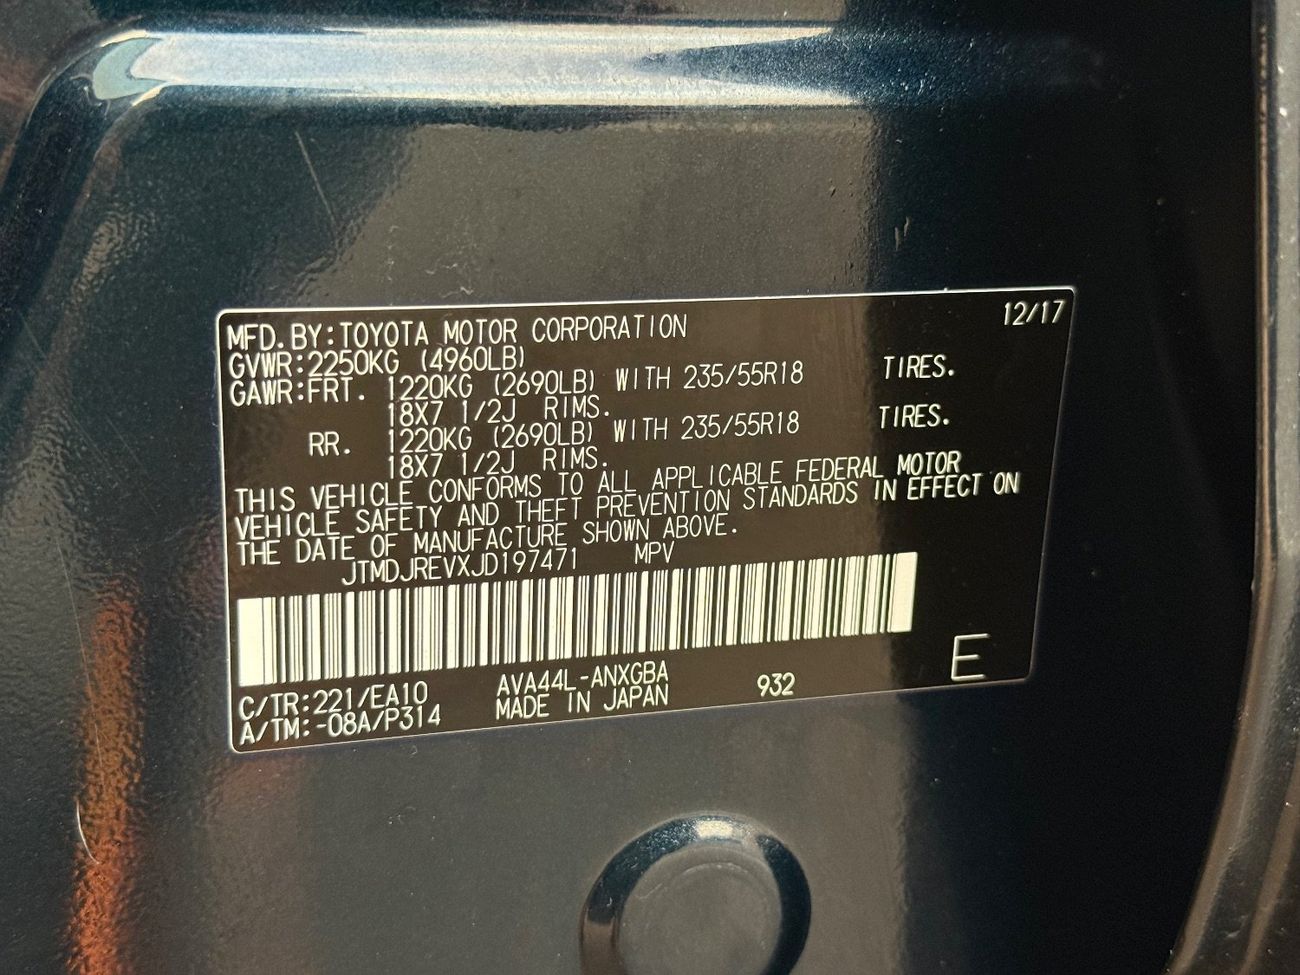 12/17
MFD.BY:TOYOTA MOTOR CORPORATION
GVWR:2250KG (4960LB)
GAWR:FRT. 1220KG (2690LB) WITH 235/55R18 TIRES.
18X7 1/2J RIMS.
RR. 1220KG (2690LB) WITH 235/55R18 TIRES.
18X7 1/2J RIMS.
THIS VEHICLE CONFORMS TO ALL APPLICABLE FEDERAL MOTOR
VEHICLE SAFETY AND THEFT PREVENTION STANDARDS IN EFFECT ON
THE DATE OF MANUFACTURE SHOWN ABOVE.
JTMDJREVXJD197471 MPV
C/TR:221/EA10 AVA44L-ANXGBA 932 E
A/TM:-08A/P314 MADE IN JAPAN